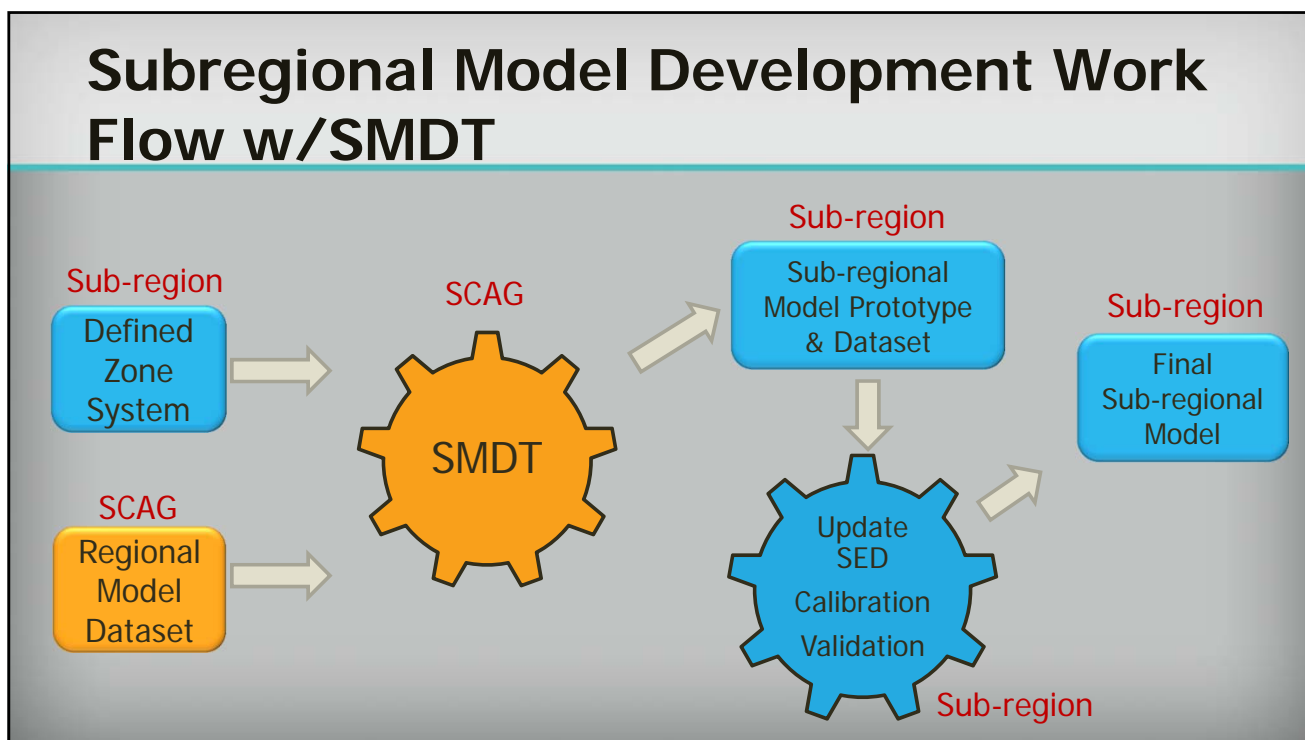 Subregional Model Development Work
Flow w/SMDT
Sub-region
Defined
Zone
System
SCAG
Regional
Model
Dataset
SCAG
SMDT
Sub-region
Sub-regional
Model Prototype
& Dataset
Update
SED
Calibration
Validation
Sub-region
Sub-region
Final
Sub-regional
Model